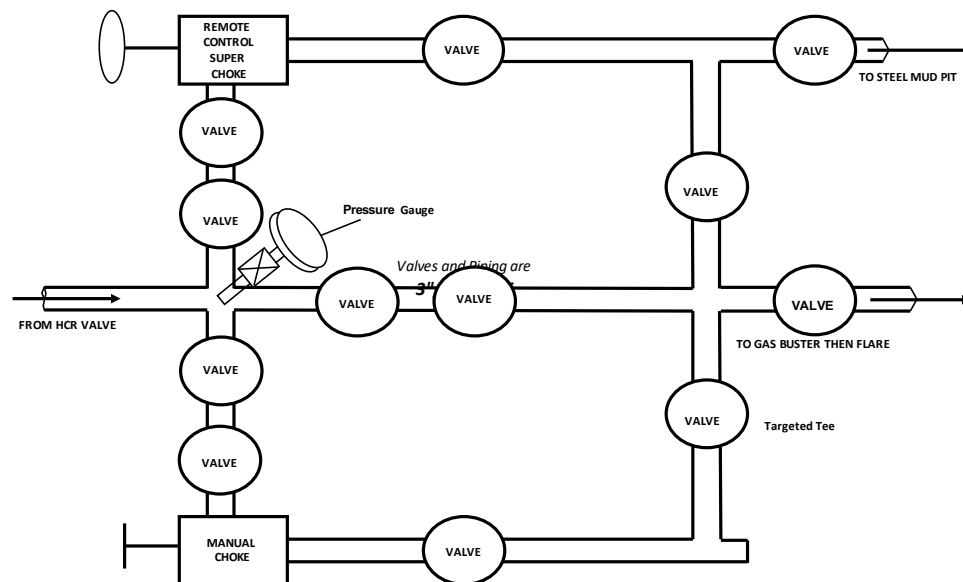 REMOTE
CONTROL
SUPER
CHOKE
VALVE
VALVE
TO STEEL MUD PIT
VALVE
VALVE
VALVE
Pressure Gauge
Valves and Piping are
3"
VALVE
VALVE
VALVE
FROM HCR VALVE
TO GAS BUSTER THEN FLARE
VALVE
VALVE
Targeted Tee
VALVE
MANUAL
CHOKE
VALVE